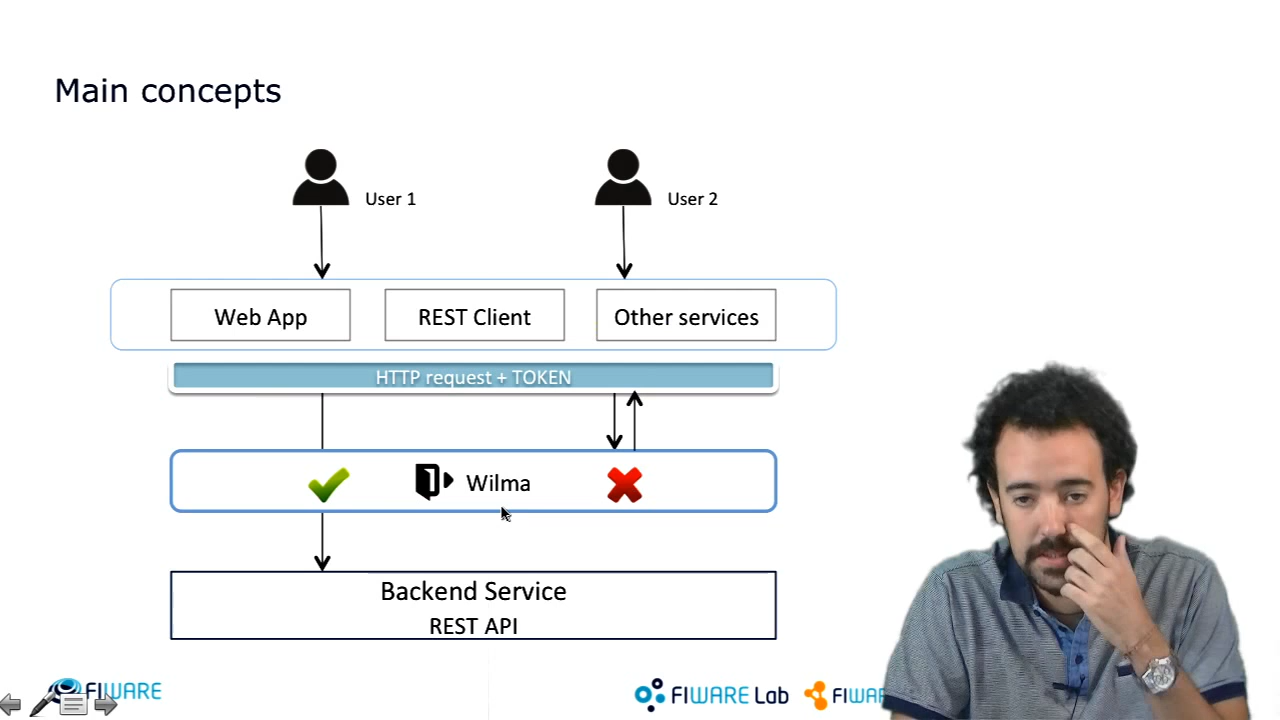 Main concepts
User 1
User 2
Web App
REST Client
Other services
HTTP request + TOKEN
Wilma
Backend Service
REST API
FIWARE
FIWARE Lab
FIWAR